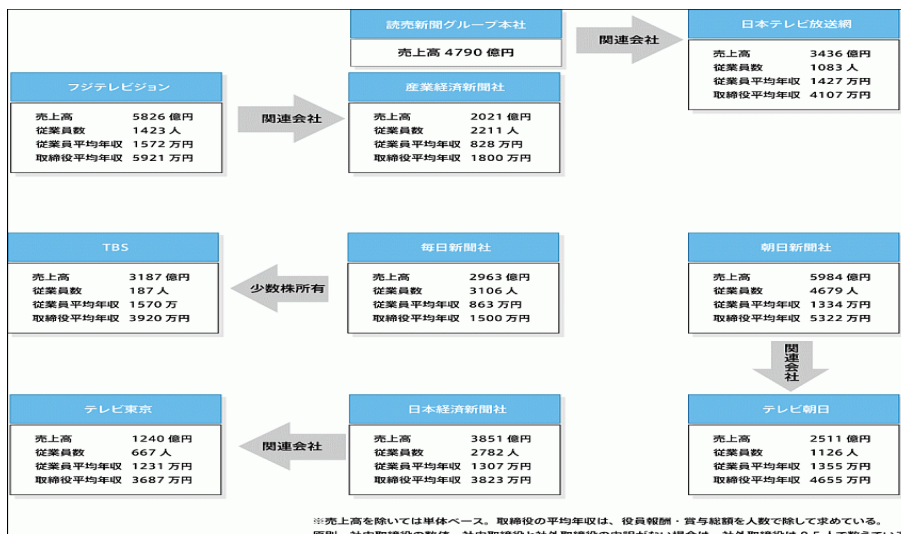 読売新聞グループ本社
売上高 4790 億円
関連会社
日本テレビ放送網
売上高 3436 億円
従業員数 1083 人
従業員平均年収 1427 万円
取締役平均年収 4107 万円
フジテレビジョン
売上高 5826 億円
従業員数 1423 人
従業員平均年収 1572 万円
取締役平均年収 5921 万円
関連会社
産業経済新聞社
売上高 2021 億円
従業員数 2211 人
従業員平均年収 828 万円
取締役平均年収 1800 万円
TBS
売上高 3187 億円
従業員数 187 人
従業員平均年収 1570 万
取締役平均年収 3920 万円
少数株所有
毎日新聞社
売上高 2963 億円
従業員数 3106 人
従業員平均年収 863 万円
取締役平均年収 1500 万円
朝日新聞社
売上高 5984 億円
従業員数 4679 人
従業員平均年収 1334 万円
取締役平均年収 5322 万円
関連会社
テレビ東京
売上高 1240 億円
従業員数 667 人
従業員平均年収 1231 万円
取締役平均年収 3687 万円
関連会社
日本経済新聞社
売上高 3851 億円
従業員数 2782 人
従業員平均年収 1307 万円
取締役平均年収 3823 万円
テレビ朝日
売上高 2511 億円
従業員数 1126 人
従業員平均年収 1355 万円
取締役平均年収 4655 万円
※売上高を除いては単体ベース。取締役の平均年収は、役員報酬・賞与総額を人数で除して求めている。